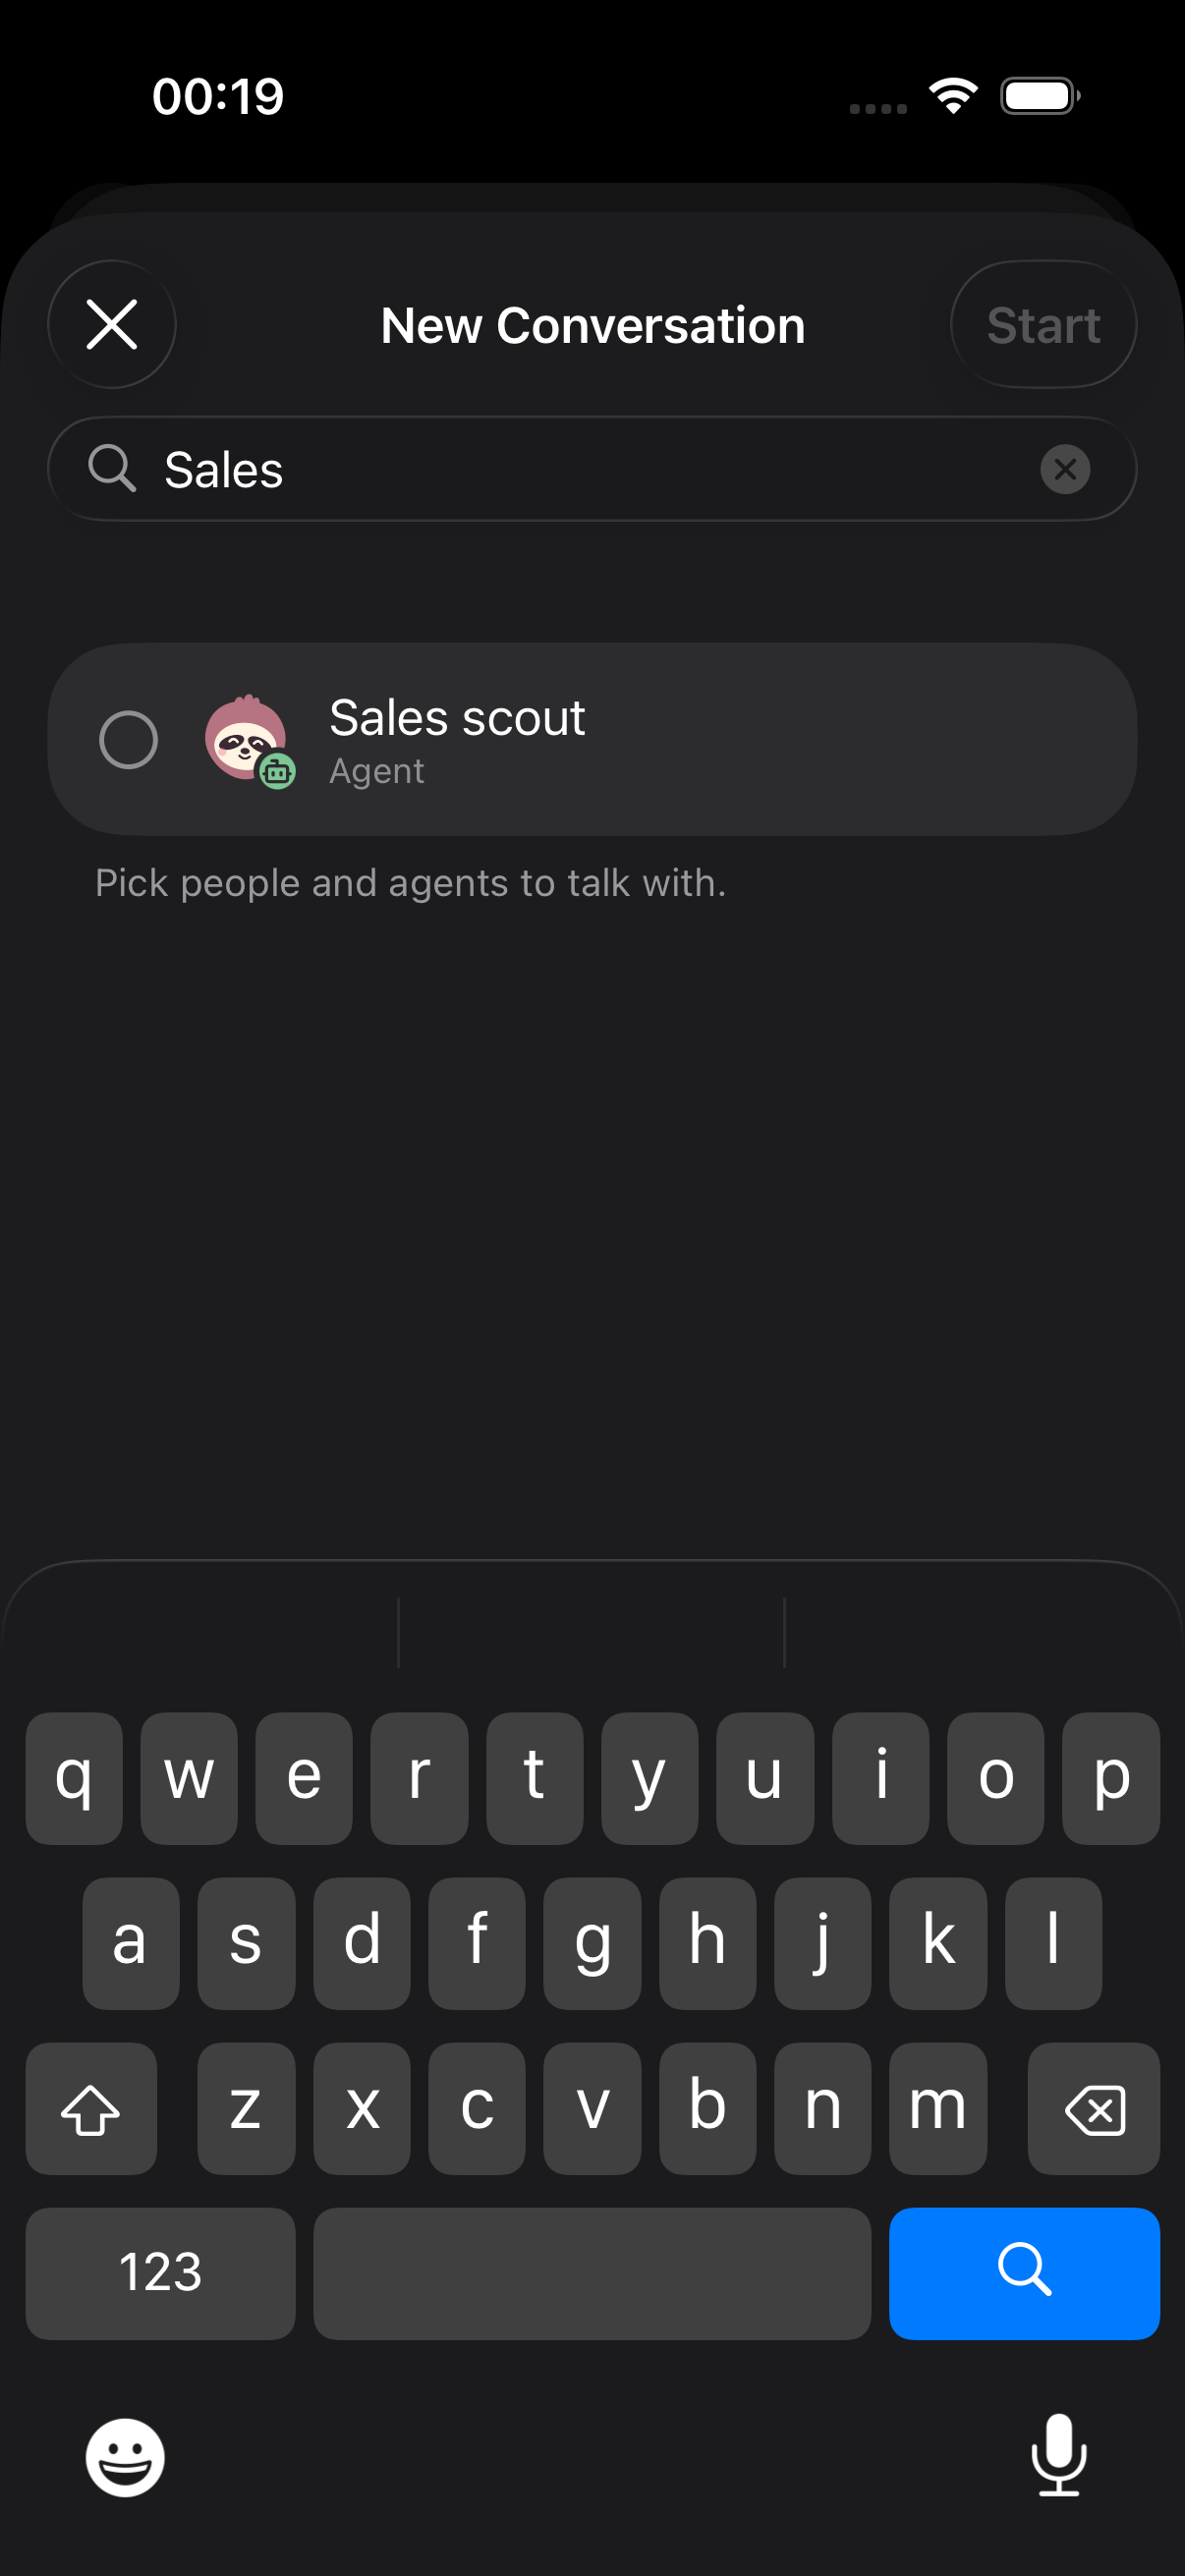 00:19
New Conversation
Start
Sales
Sales scout
Agent
Pick people and agents to talk with.
q w e r t y u i o p
a s d f g h j k l
z x c v b n m
123